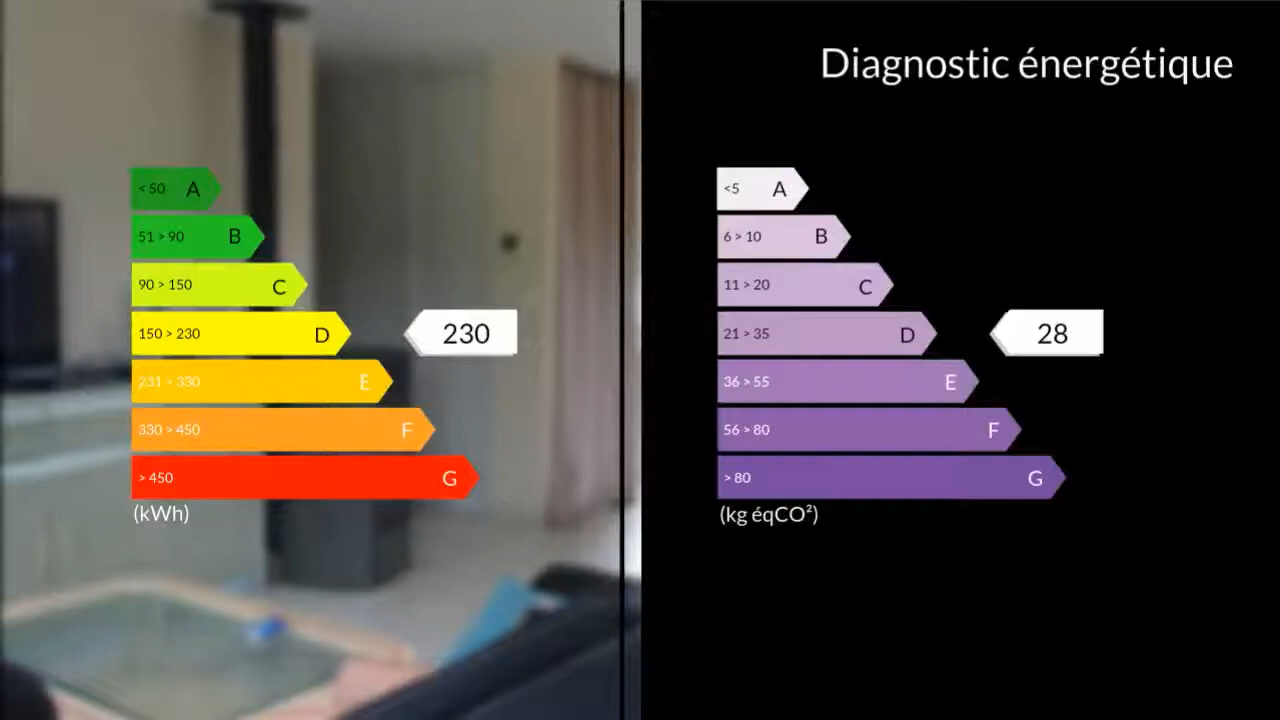 Diagnostic énergétique
<50 A
51 > 90 B
90 > 150 C
150 > 230 D
230
231 > 330 E
330 > 450 F
> 450 G
(kWh)
<5 A
6 > 10 B
11 > 20 C
21 > 35 D
28
36 > 55 E
56 > 80 F
> 80 G
(kg éqCO²)